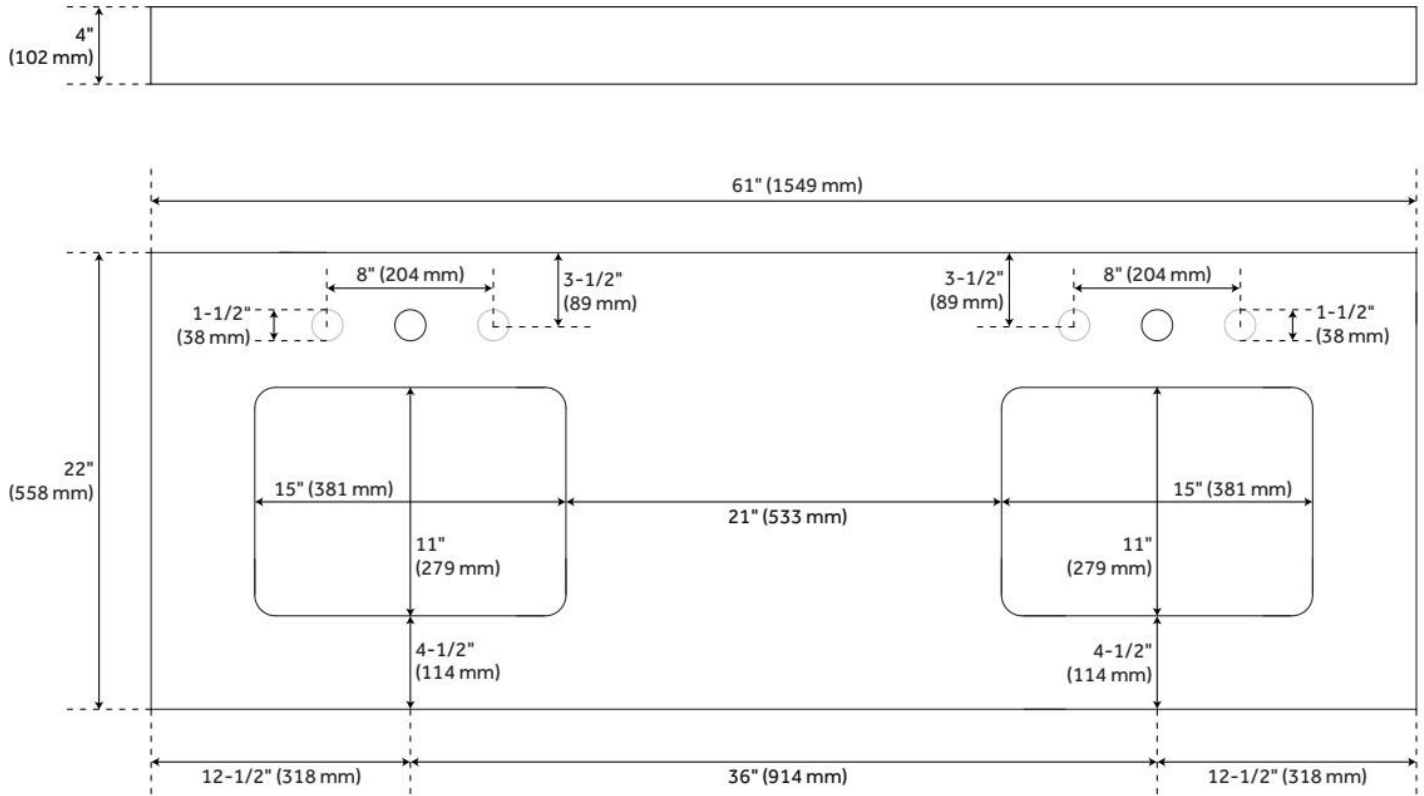 4"
(102 mm)
61" (1549 mm)
8" (204 mm)
3-1/2"
(89 mm)
3-1/2"
(89 mm)
8" (204 mm)
1-1/2"
(38 mm)
1-1/2"
(38 mm)
22"
(558 mm)
15" (381 mm)
15" (381 mm)
21" (533 mm)
11"
(279 mm)
11"
(279 mm)
4-1/2"
(114 mm)
4-1/2"
(114 mm)
12-1/2" (318 mm)
36" (914 mm)
12-1/2" (318 mm)